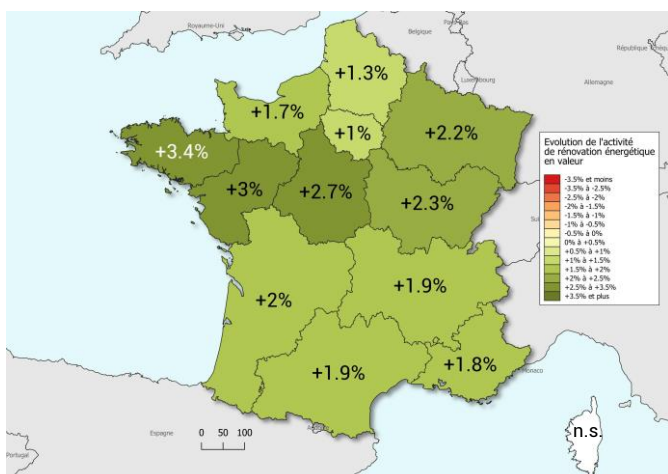 Royaume-Uni
Belgique
Pays-Bas
République Tchèque
Allemagne
Luxembourg
+1.3%
+1.7%
+1%
+2.2%
+3.4%
+3%
+2.7%
+2.3%
+2%
+1.9%
+1.9%
+1.8%
Monaco
Espagne
Portugal
n.s.
0 50 100
Evolution de l'activité
de rénovation énergétique
en valeur
-3.5% et moins
-3.5% à -2.5%
-2.5% à -2%
-2% à -1.5%
-1.5% à -1%
-1% à -0.5%
-0.5% à 0%
0% à +0.5%
+0.5% à +1%
+1% à +1.5%
+1.5% à +2%
+2% à +2.5%
+2.5% à +3.5%
+3.5% et plus